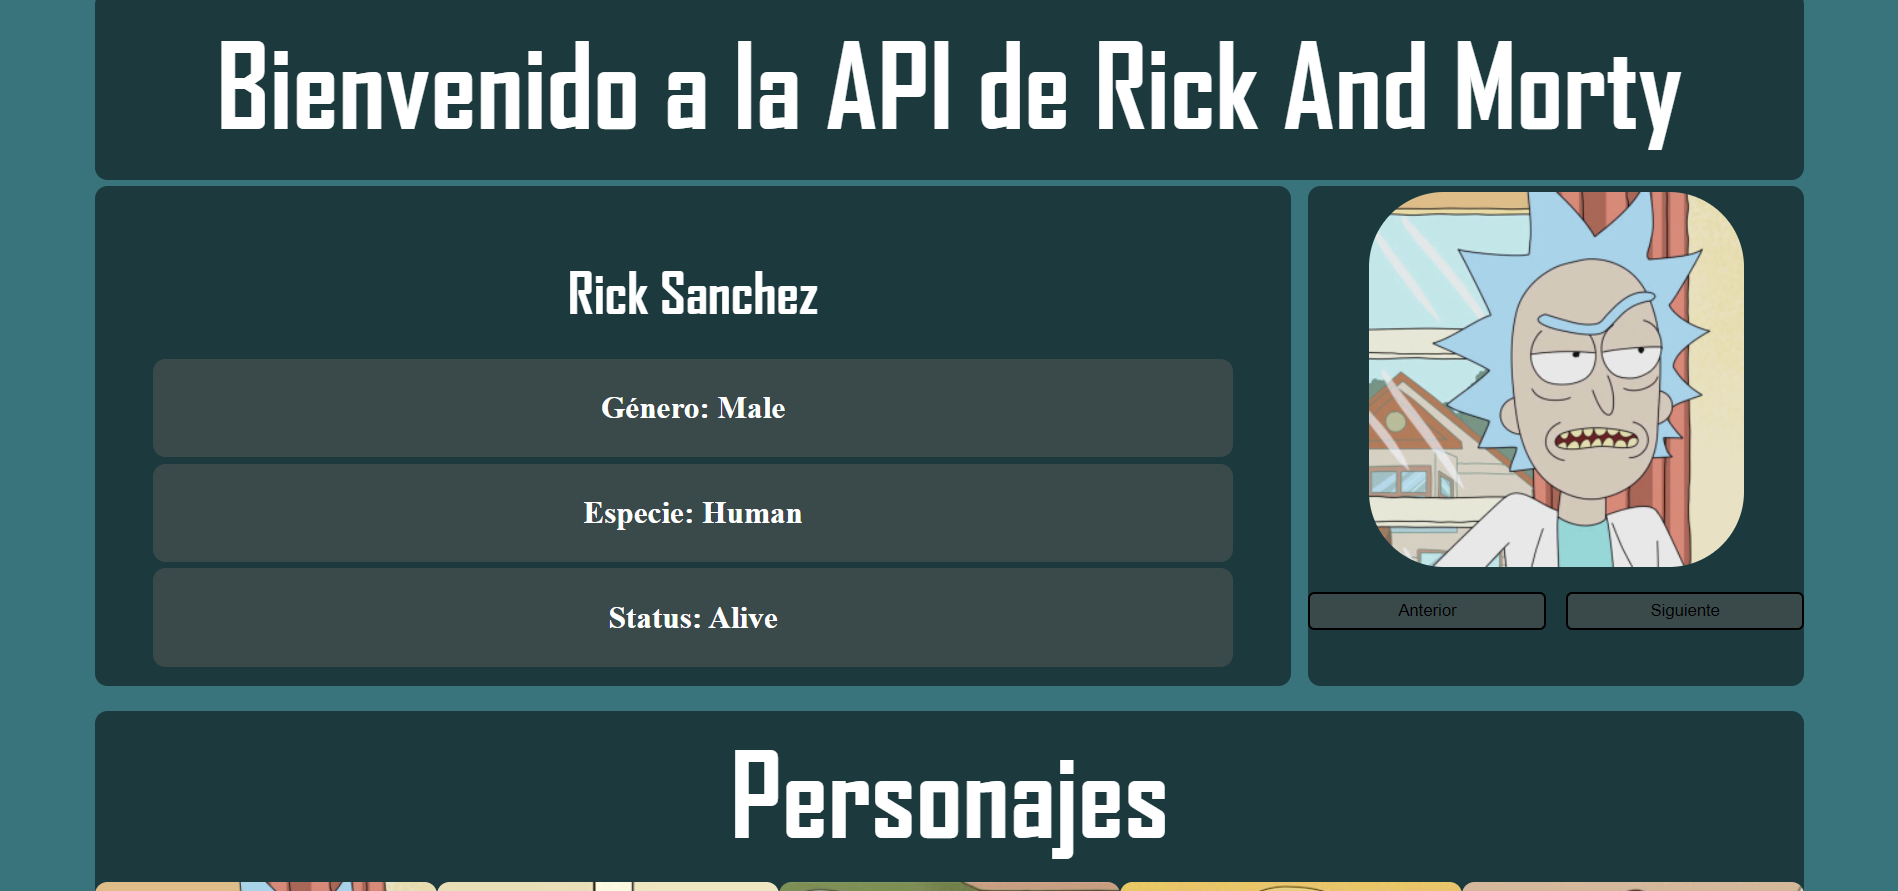 Bienvenido a la API de Rick And Morty
Rick Sanchez
Género: Male
Especie: Human
Status: Alive
Anterior
Siguiente
Personajes